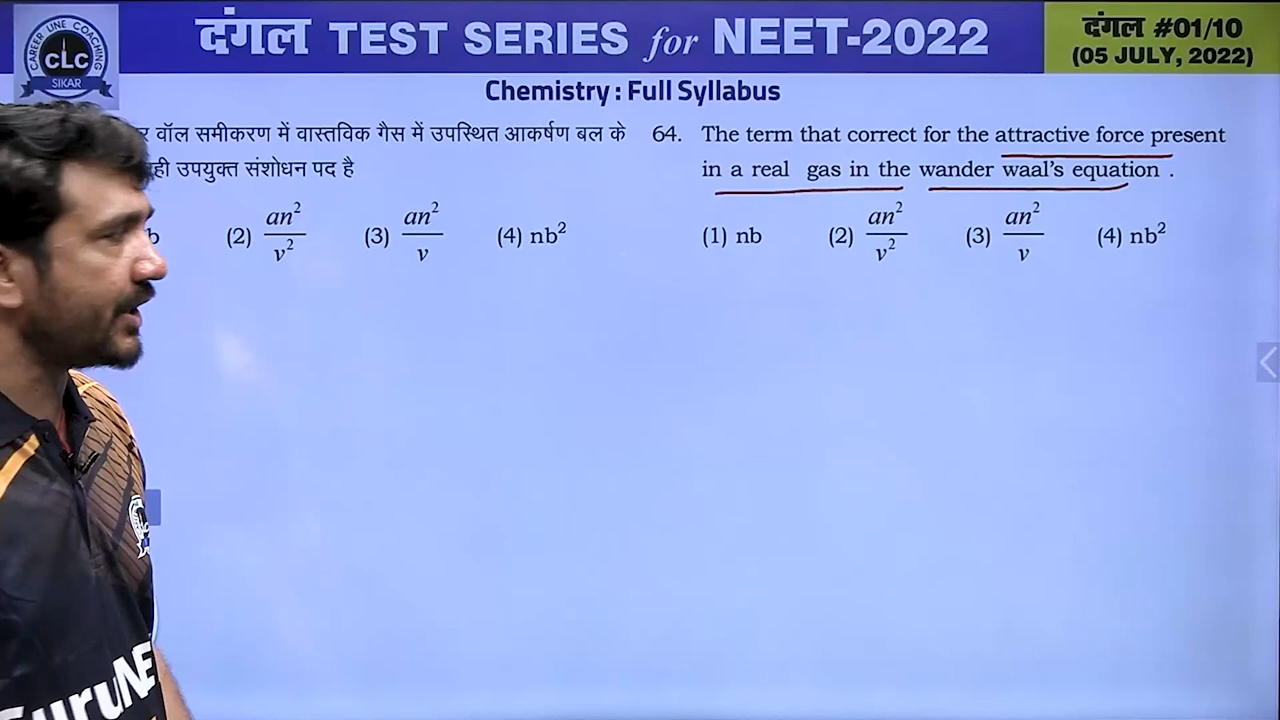 CAREER LINE COACHING
CLC
SIKAR
दंगल TEST SERIES for NEET-2022
दंगल #01/10
(05 JULY, 2022)
Chemistry : Full Syllabus
वॉल समीकरण में वास्तविक गैस में उपस्थित आकर्षण बल के
उपयुक्त संशोधन पद है
(2) an²/v² (3) an²/v (4) nb²
64. The term that correct for the attractive force present
in a real gas in the wander waal's equation .
(1) nb (2) an²/v² (3) an²/v (4) nb²